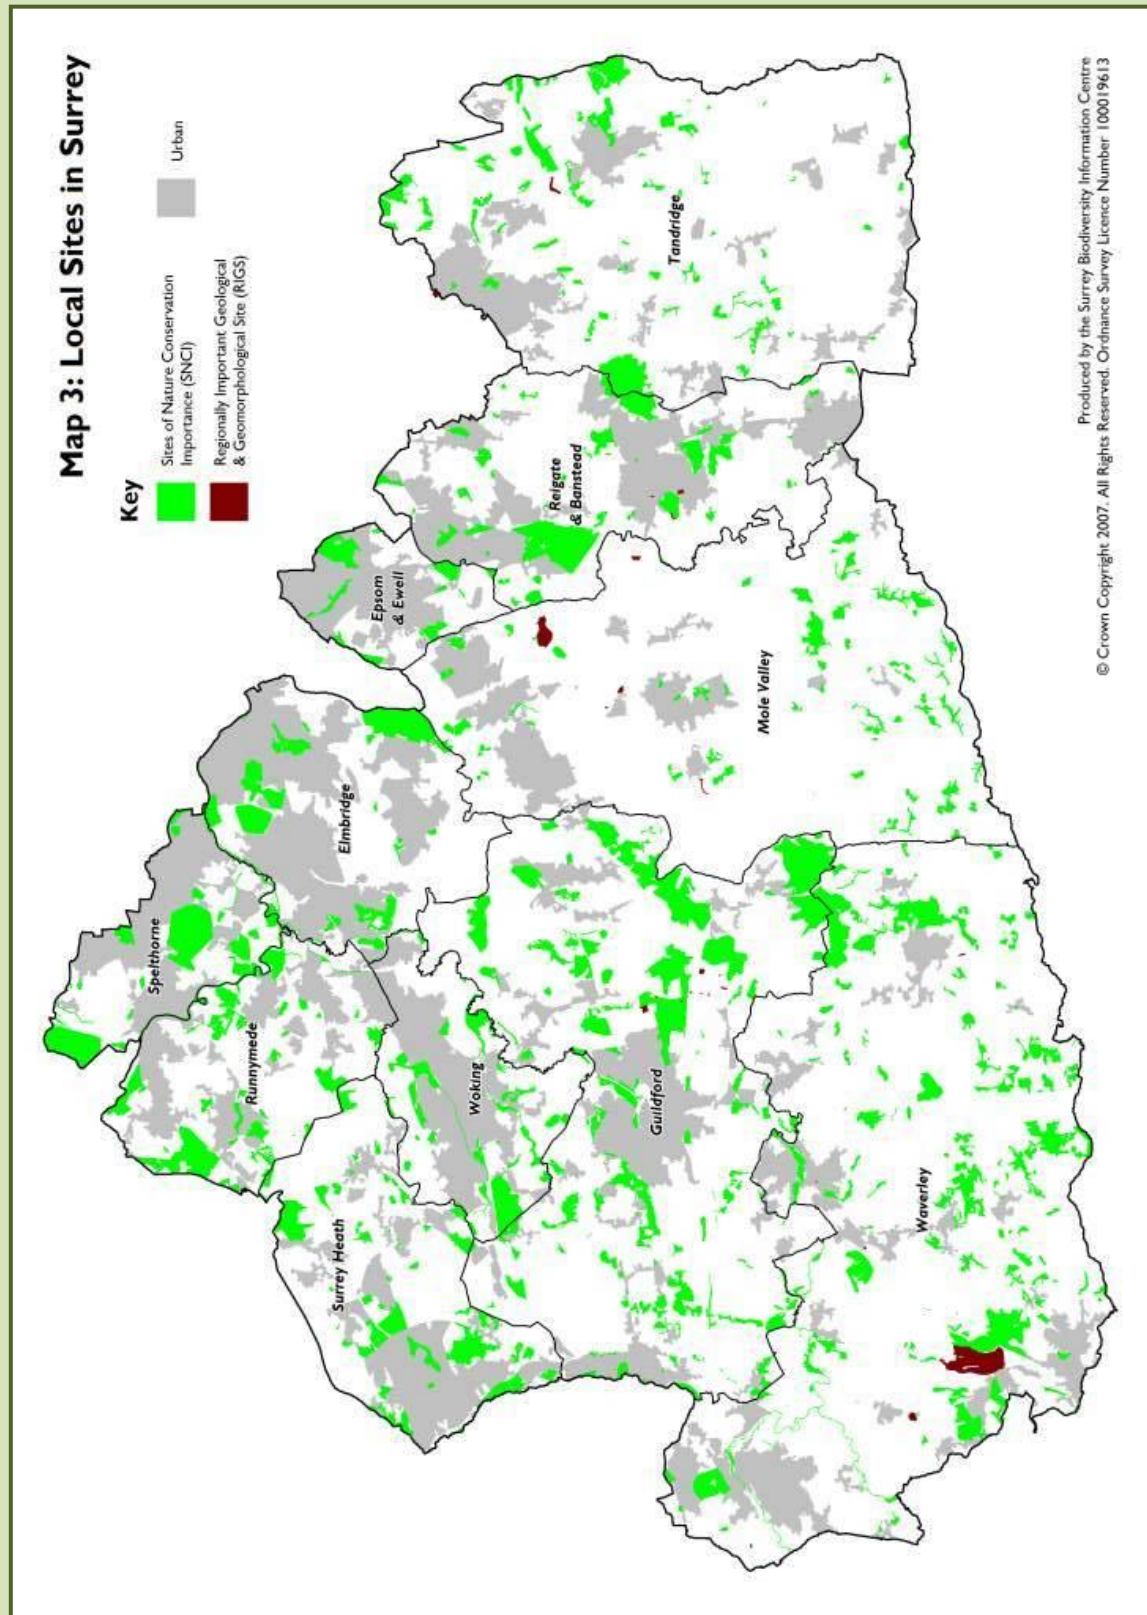 Map 3: Local Sites in Surrey
Key
Sites of Nature Conservation
Importance (SNCI)
Regionally Important Geological
& Geomorphological Site (RIGS)
Urban
Spelthorne
Runnymede
Elmbridge
Epsom
& Ewell
Surrey Heath
Woking
Reigate
& Banstead
Tandridge
Guildford
Mole Valley
Waverley
Produced by the Surrey Biodiversity Information Centre
© Crown Copyright 2007. All Rights Reserved. Ordnance Survey Licence Number 100019613